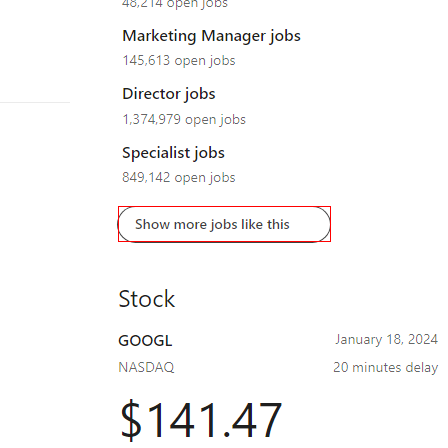 48,214 open jobs
Marketing Manager jobs
145,613 open jobs
Director jobs
1,374,979 open jobs
Specialist jobs
849,142 open jobs
Show more jobs like this
Stock
GOOGL January 18, 2024
NASDAQ 20 minutes delay
$141.47